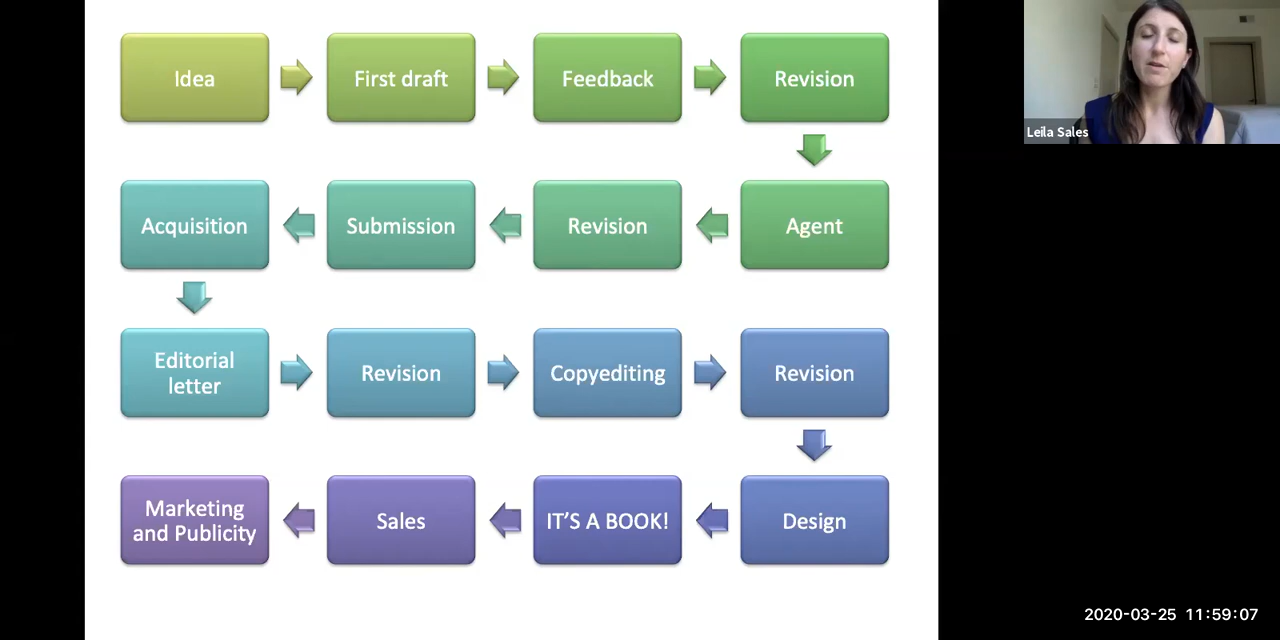 Idea
First draft
Feedback
Revision
Agent
Revision
Submission
Acquisition
Editorial
letter
Revision
Copyediting
Revision
Design
IT'S A BOOK!
Sales
Marketing
and Publicity
Leila Sales
2020-03-25 11:59:07